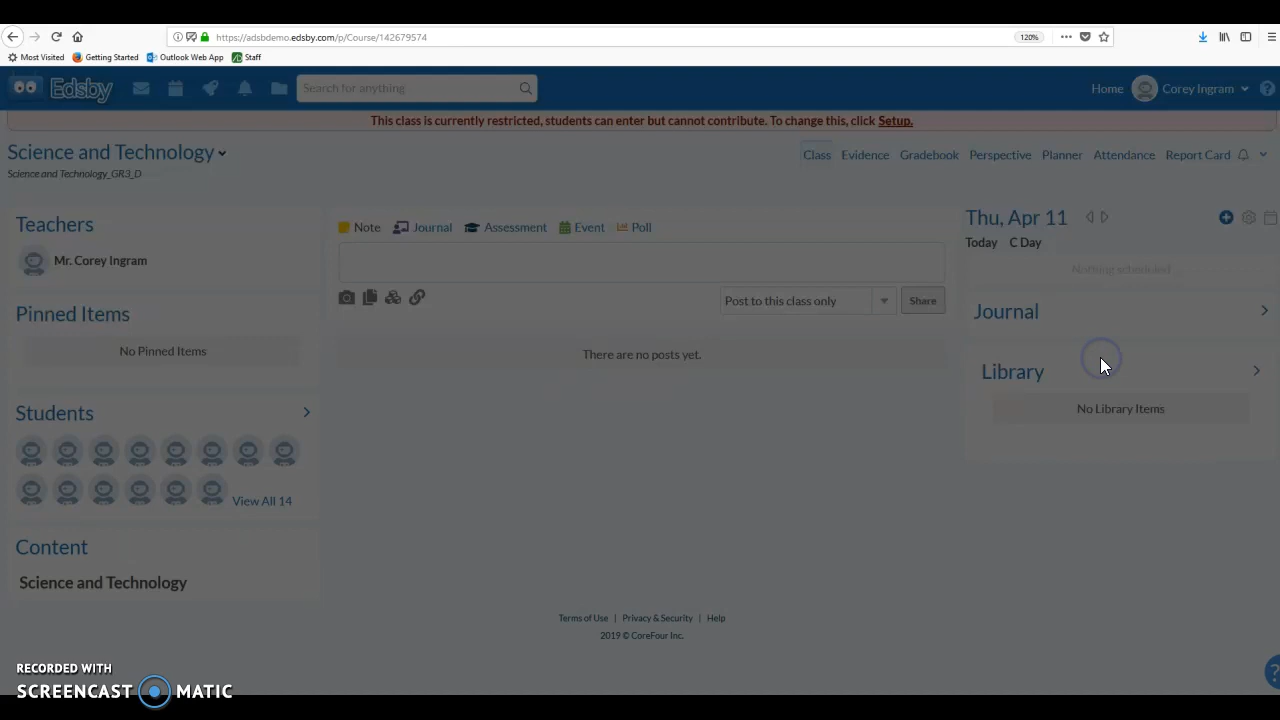 https://adsbdemo.edsby.com/p/Course/142679574
120%
Most Visited
Getting Started
Outlook Web App
Staff
Edsby
Search for anything
Home
Corey Ingram
This class is currently restricted, students can enter but cannot contribute. To change this, click Setup.
Science and Technology
Science and Technology_GR3_D
Class
Evidence
Gradebook
Perspective
Planner
Attendance
Report Card
Teachers
Mr. Corey Ingram
Pinned Items
No Pinned Items
Students
View All 14
Content
Science and Technology
Note
Journal
Assessment
Event
Poll
Post to this class only
Share
There are no posts yet.
Thu, Apr 11
Today C Day
Nothing scheduled ...
Journal
Library
No Library Items
Terms of Use | Privacy & Security | Help
2019 © CoreFour Inc.
RECORDED WITH
SCREENCAST MATIC